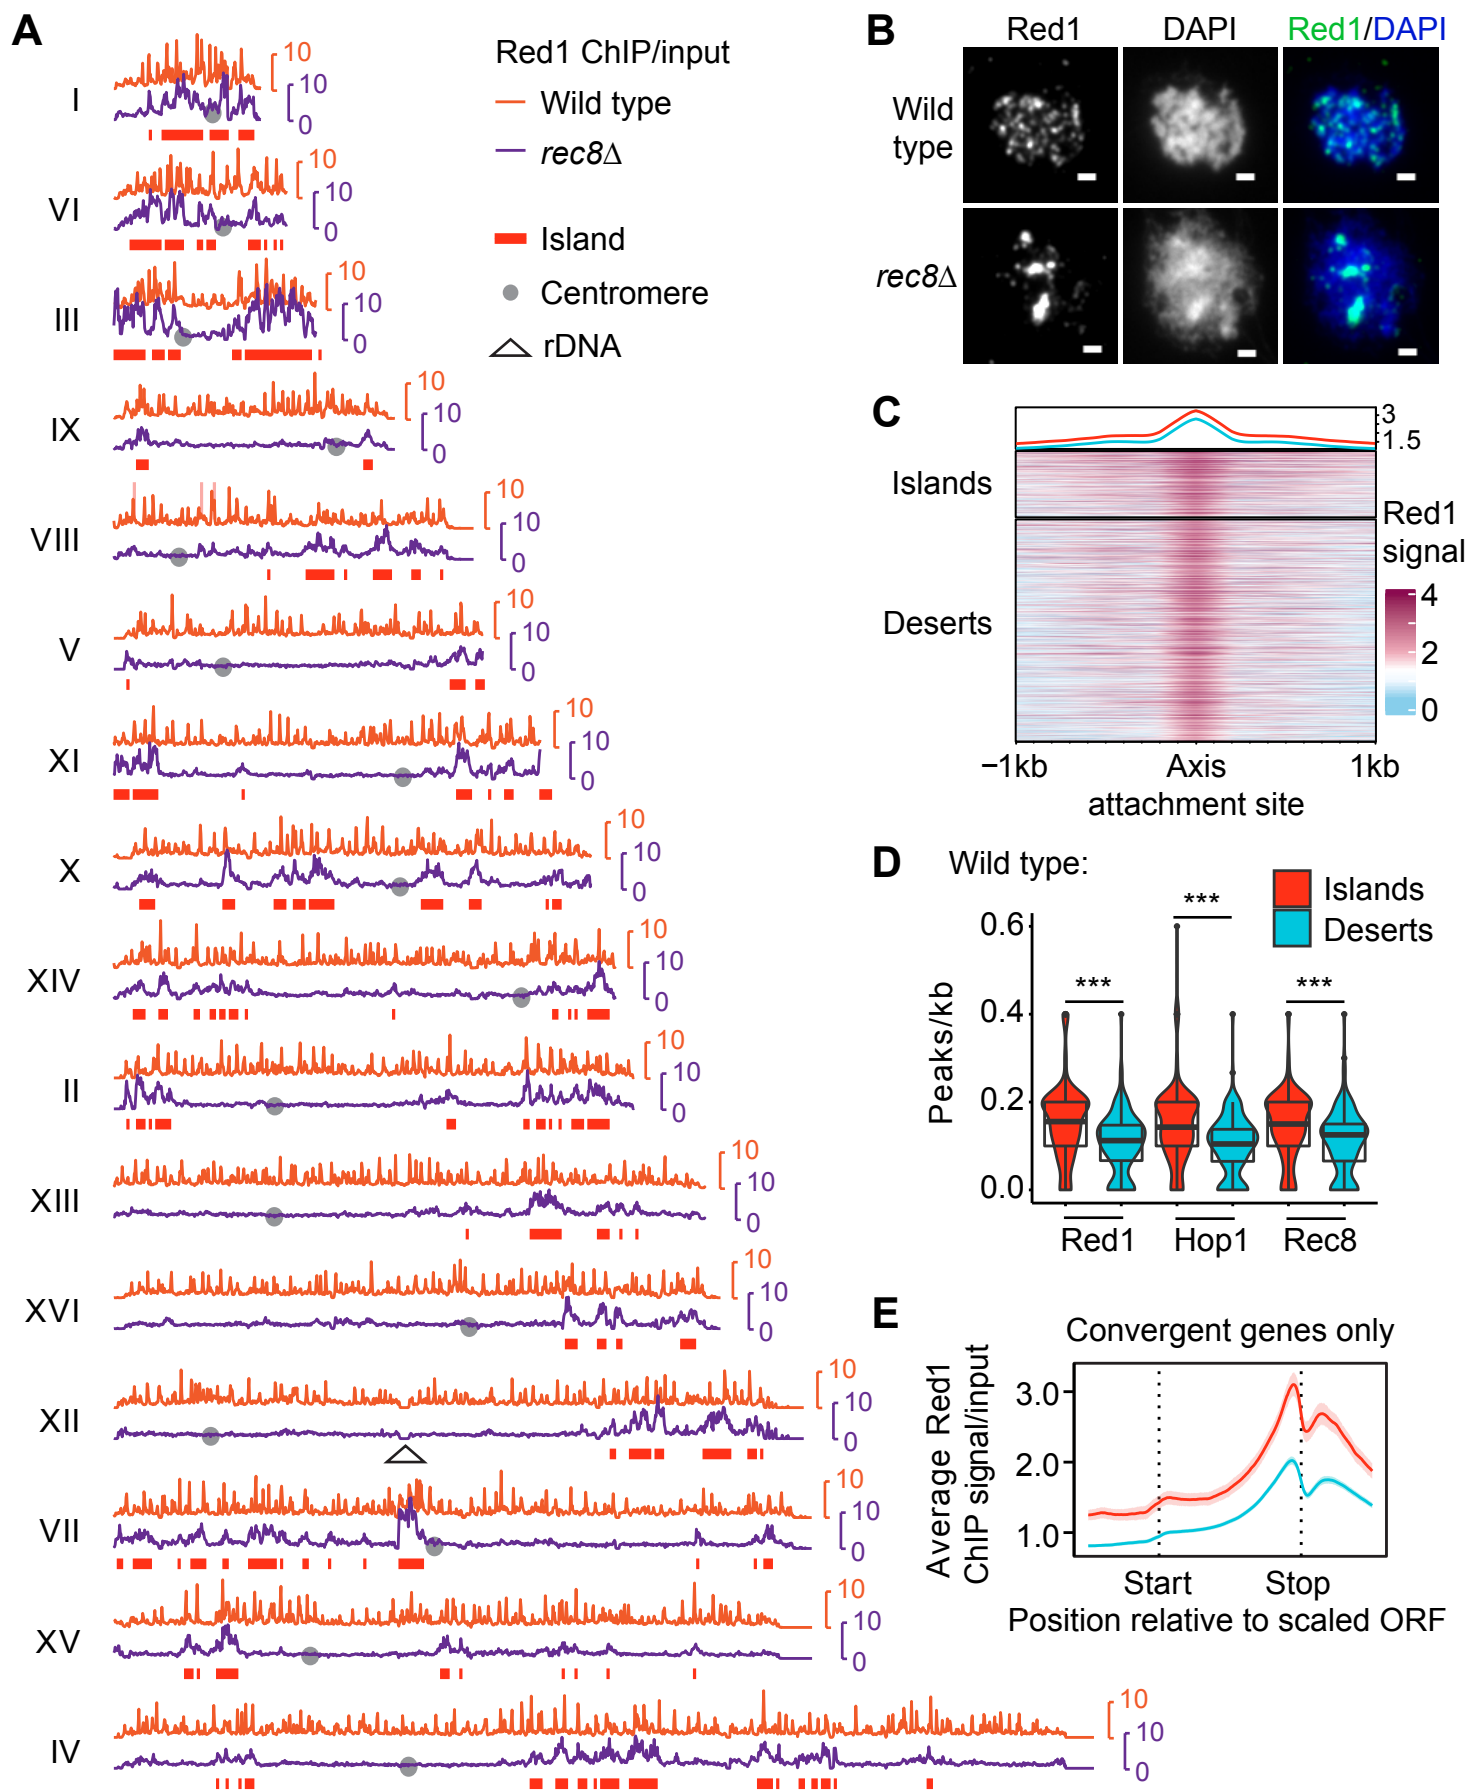 A
Red1 ChIP/input
Wild type
rec8Δ
Island
Centromere
rDNA
I
10
10
0
VI
10
10
0
III
10
10
0
IX
10
10
0
VIII
10
10
0
V
10
10
0
XI
10
10
0
X
10
10
0
XIV
10
10
0
II
10
10
0
XIII
10
10
0
XVI
10
10
0
XII
10
10
0
VII
10
10
0
XV
10
10
0
IV
10
10
0
B
Red1 DAPI Red1/DAPI
Wild
type
rec8Δ
C
3
1.5
Islands
Deserts
Red1
signal
4
2
0
−1kb Axis 1kb
attachment site
D
Wild type:
Islands
Deserts
***
***
***
Peaks/kb
0.6
0.4
0.2
0.0
Red1 Hop1 Rec8
E
Convergent genes only
Average Red1
ChIP signal/input
3.0
2.0
1.0
Start Stop
Position relative to scaled ORF